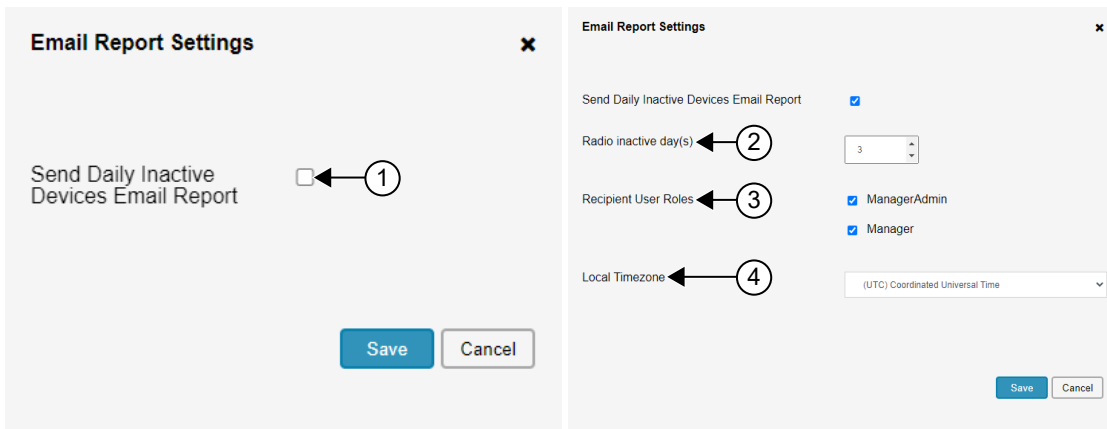 Email Report Settings
✖
Send Daily Inactive
Devices Email Report
1
Save
Cancel
Email Report Settings
✖
Send Daily Inactive Devices Email Report
Radio inactive day(s)
2
3
Recipient User Roles
3
ManagerAdmin
Manager
Local Timezone
4
(UTC) Coordinated Universal Time
Save
Cancel